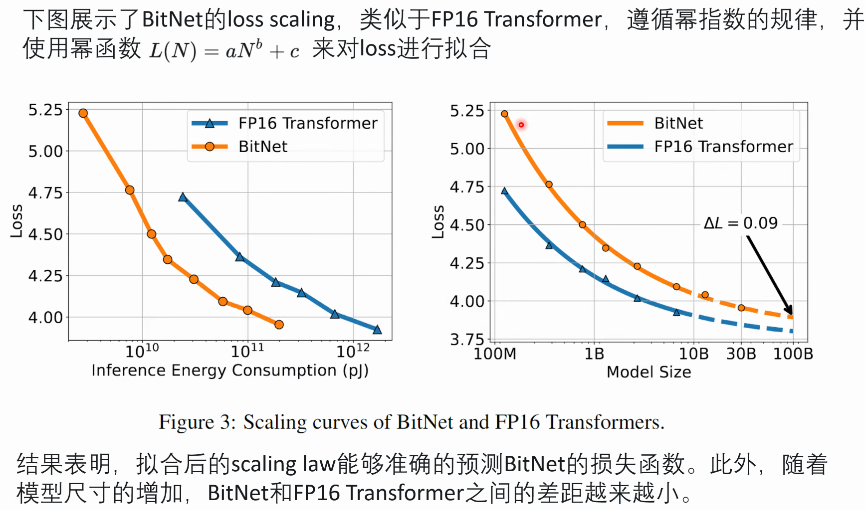 下图展示了BitNet的loss scaling，类似于FP16 Transformer，遵循幂指数的规律，并
使用幂函数 L(N) = aN^b + c 来对loss进行拟合
5.25
5.00
4.75
4.50
4.25
4.00
Loss
FP16 Transformer
BitNet
10^10
10^11
10^12
Inference Energy Consumption (pJ)
5.25
5.00
4.75
4.50
4.25
4.00
3.75
Loss
BitNet
FP16 Transformer
ΔL = 0.09
100M
1B
10B
30B
100B
Model Size
Figure 3: Scaling curves of BitNet and FP16 Transformers.
结果表明，拟合后的scaling law能够准确的预测BitNet的损失函数。此外，随着
模型尺寸的增加，BitNet和FP16 Transformer之间的差距越来越小。